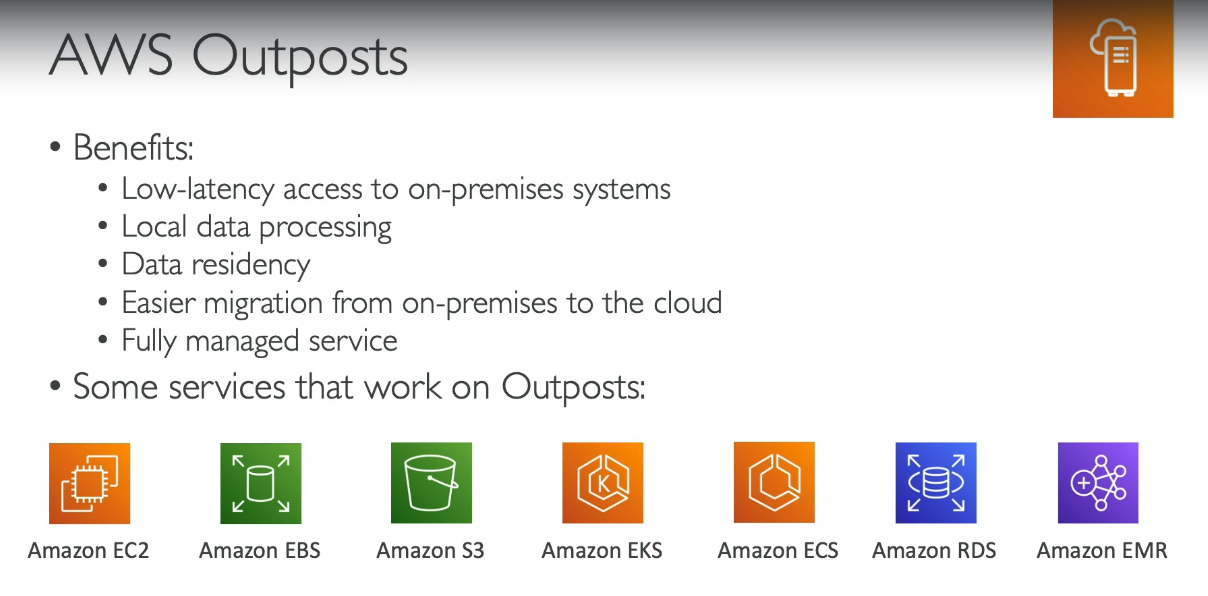 AWS Outposts
• Benefits:
• Low-latency access to on-premises systems
• Local data processing
• Data residency
• Easier migration from on-premises to the cloud
• Fully managed service
• Some services that work on Outposts:
K
Amazon EC2 Amazon EBS Amazon S3 Amazon EKS Amazon ECS Amazon RDS Amazon EMR